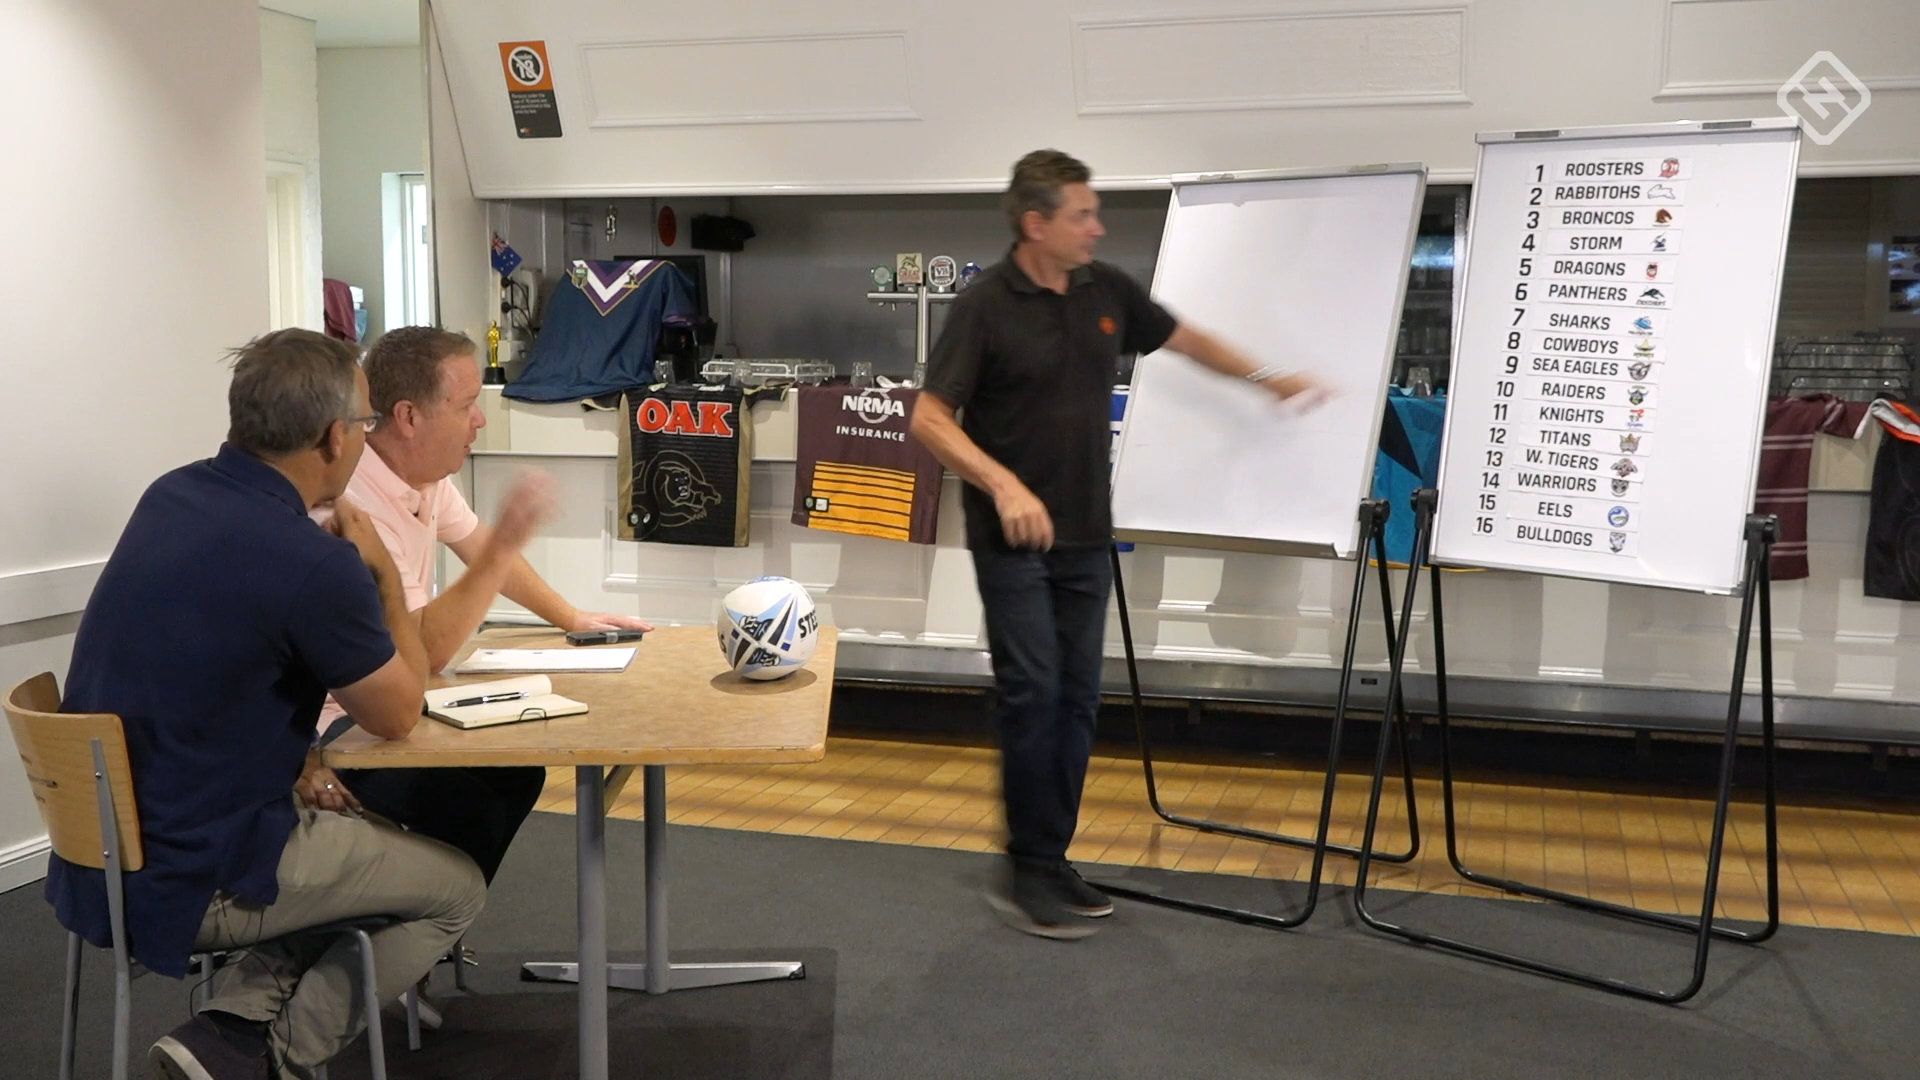 18
OAK
NRMA
INSURANCE
1 ROOSTERS
2 RABBITOHS
3 BRONCOS
4 STORM
5 DRAGONS
6 PANTHERS
7 SHARKS
8 COWBOYS
9 SEA EAGLES
10 RAIDERS
11 KNIGHTS
12 TITANS
13 W. TIGERS
14 WARRIORS
15 EELS
16 BULLDOGS